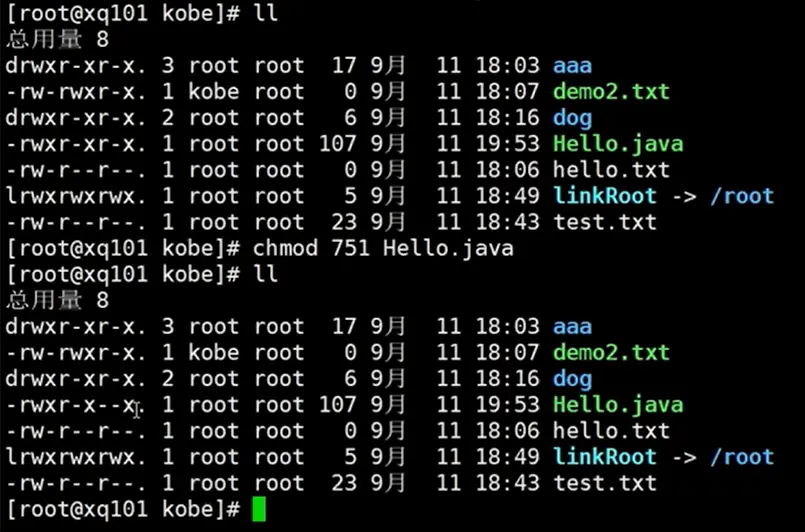 [root@xq101 kobe]# ll
总用量 8
drwxr-xr-x. 3 root root  17 9月  11 18:03 aaa
-rw-rwxr-x. 1 kobe root   0 9月  11 18:07 demo2.txt
drwxr-xr-x. 2 root root   6 9月  11 18:16 dog
-rwxr-xr-x. 1 root root 107 9月  11 19:53 Hello.java
-rw-r--r--. 1 root root   0 9月  11 18:06 hello.txt
lrwxrwxrwx. 1 root root   5 9月  11 18:49 linkRoot -> /root
-rw-r--r--. 1 root root  23 9月  11 18:43 test.txt
[root@xq101 kobe]# chmod 751 Hello.java
[root@xq101 kobe]# ll
总用量 8
drwxr-xr-x. 3 root root  17 9月  11 18:03 aaa
-rw-rwxr-x. 1 kobe root   0 9月  11 18:07 demo2.txt
drwxr-xr-x. 2 root root   6 9月  11 18:16 dog
-rwxr-x--x. 1 root root 107 9月  11 19:53 Hello.java
-rw-r--r--. 1 root root   0 9月  11 18:06 hello.txt
lrwxrwxrwx. 1 root root   5 9月  11 18:49 linkRoot -> /root
-rw-r--r--. 1 root root  23 9月  11 18:43 test.txt
[root@xq101 kobe]#